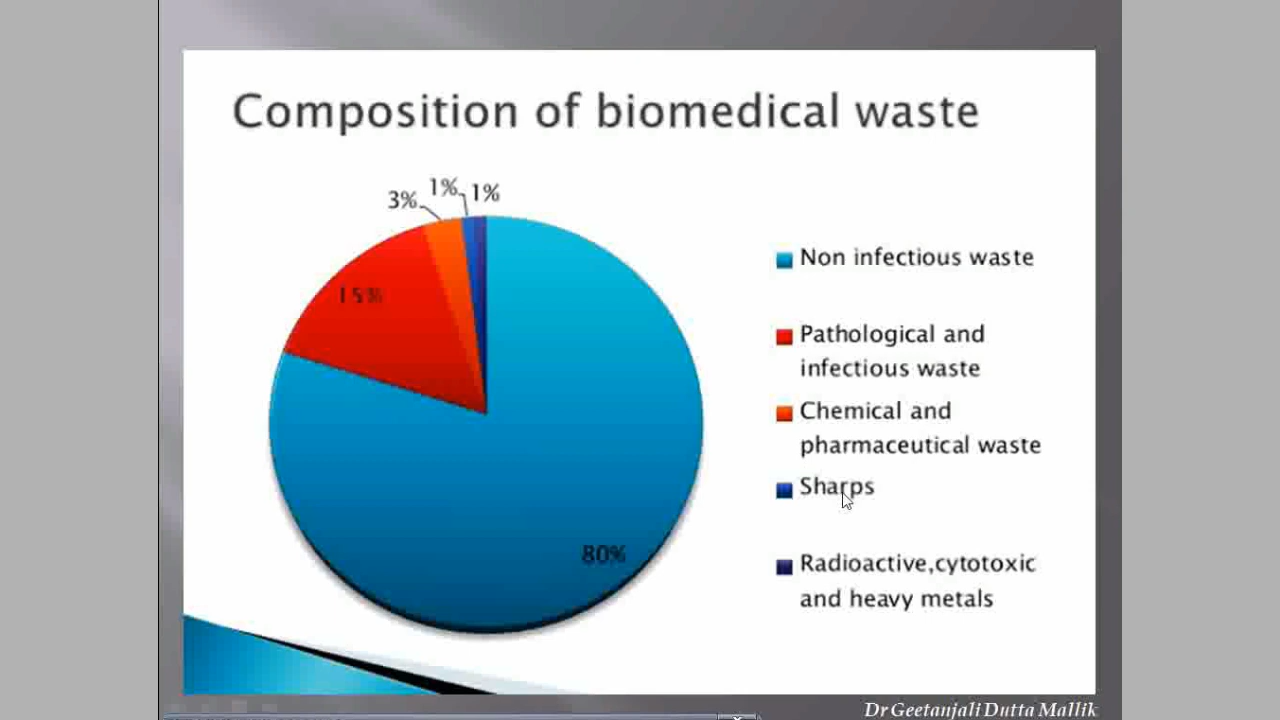 Composition of biomedical waste
3% 1% 1%
15%
80%
Non infectious waste
Pathological and
infectious waste
Chemical and
pharmaceutical waste
Sharps
Radioactive,cytotoxic
and heavy metals
Dr Geetanjali Dutta Mallik